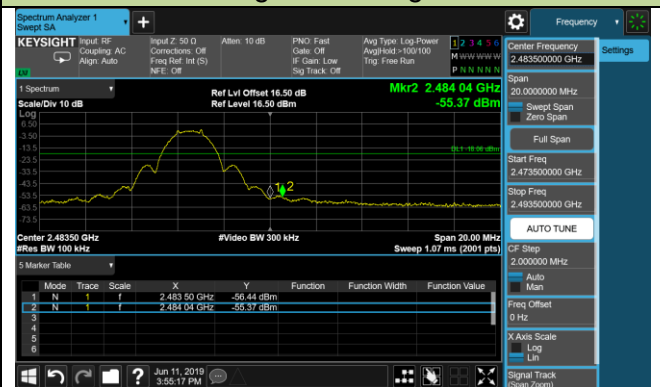 Spectrum Analyzer 1
Swept SA
+
Frequency
KEYSIGHT
Input: RF
Coupling: AC
Align: Auto
Input Z: 50 Ω
Corrections: Off
Freq Ref: Int (S)
NFE: Off
Atten: 10 dB
PNO: Fast
Gate: Off
IF Gain: Low
Sig Track: Off
Avg Type: Log-Power
Avg|Hold:>100/100
Trig: Free Run
1 2 3 4 5 6
M W W W W W
P N N N N N
LXI
Center Frequency
2.483500000 GHz
Settings
Span
20.0000000 MHz
Swept Span
Zero Span
Full Span
Start Freq
2.473500000 GHz
Stop Freq
2.493500000 GHz
AUTO TUNE
CF Step
2.000000 MHz
Auto
Man
Freq Offset
0 Hz
X Axis Scale
Log
Lin
Signal Track
(Span Zoom)
1 Spectrum
Scale/Div 10 dB
Ref Lvl Offset 16.50 dB
Ref Level 16.50 dBm
Mkr2 2.484 04 GHz
-55.37 dBm
Log
6.50
-3.50
-13.5
-23.5
-33.5
-43.5
-53.5
-63.5
-73.5
DL1 -18.06 dBm
1 2
Center 2.48350 GHz
#Res BW 100 kHz
#Video BW 300 kHz
Span 20.00 MHz
Sweep 1.07 ms (2001 pts)
5 Marker Table
Mode Trace Scale X Y Function Function Width Function Value
1 N 1 f 2.483 50 GHz -56.44 dBm
2 N 1 f 2.484 04 GHz -55.37 dBm
3
4
5
6
?
Jun 11, 2019
3:55:17 PM